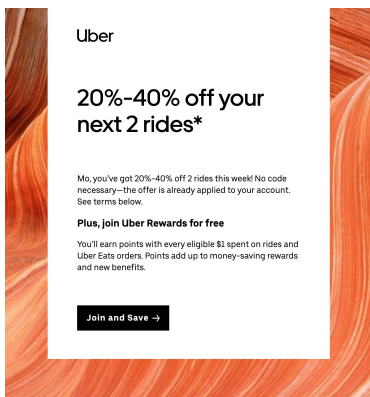 Uber
20%-40% off your
next 2 rides*
Mo, you've got 20%-40% off 2 rides this week! No code
necessary—the offer is already applied to your account.
See terms below.
Plus, join Uber Rewards for free
You'll earn points with every eligible $1 spent on rides and
Uber Eats orders. Points add up to money-saving rewards
and new benefits.
Join and Save →